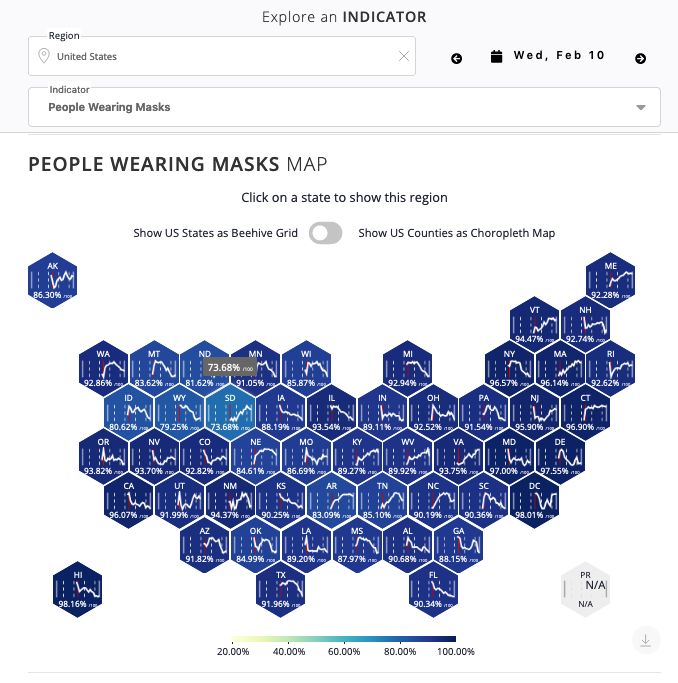 Explore an INDICATOR
Region
United States
Wed, Feb 10
Indicator
People Wearing Masks
PEOPLE WEARING MASKS MAP
Click on a state to show this region
Show US States as Beehive Grid
Show US Counties as Choropleth Map
AK
86.30% /100
ME
92.28% /100
VT
94.47% /100
NH
92.74% /100
WA
92.86% /100
MT
83.62% /100
ND
81.62% /100
73.68% /100
MN
91.05% /100
WI
85.87% /100
MI
92.94% /100
NY
96.57% /100
MA
96.14% /100
RI
92.62% /100
ID
80.62% /100
WY
79.25% /100
SD
73.68% /100
IA
88.19% /100
IL
93.54% /100
IN
89.11% /100
OH
92.52% /100
PA
91.54% /100
NJ
95.90% /100
CT
96.90% /100
OR
93.82% /100
NV
93.70% /100
CO
92.82% /100
NE
84.61% /100
MO
86.69% /100
KY
89.27% /100
WV
89.92% /100
VA
93.75% /100
MD
97.00% /100
DE
97.55% /100
CA
96.07% /100
UT
91.99% /100
NM
94.37% /100
KS
90.25% /100
AR
83.09% /100
TN
85.10% /100
NC
90.19% /100
SC
90.36% /100
DC
98.01% /100
AZ
91.82% /100
OK
84.99% /100
LA
89.20% /100
MS
87.97% /100
AL
90.68% /100
GA
88.15% /100
HI
98.16% /100
TX
91.96% /100
FL
90.34% /100
PR
N/A
N/A
20.00% 40.00% 60.00% 80.00% 100.00%